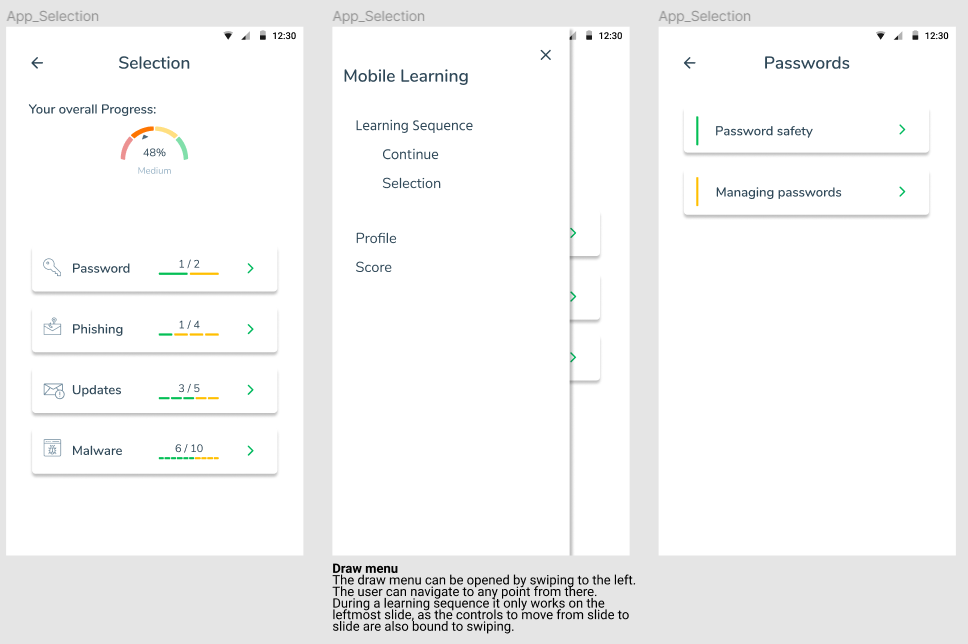 App_Selection
12:30
Selection
Your overall Progress:
48%
Medium
Password
1 / 2
Phishing
1 / 4
Updates
3 / 5
Malware
6 / 10
App_Selection
12:30
Mobile Learning
Learning Sequence
Continue
Selection
Profile
Score
Draw menu
The draw menu can be opened by swiping to the left.
The user can navigate to any point from there.
During a learning sequence it only works on the
leftmost slide, as the controls to move from slide to
slide are also bound to swiping.
App_Selection
12:30
Passwords
Password safety
Managing passwords